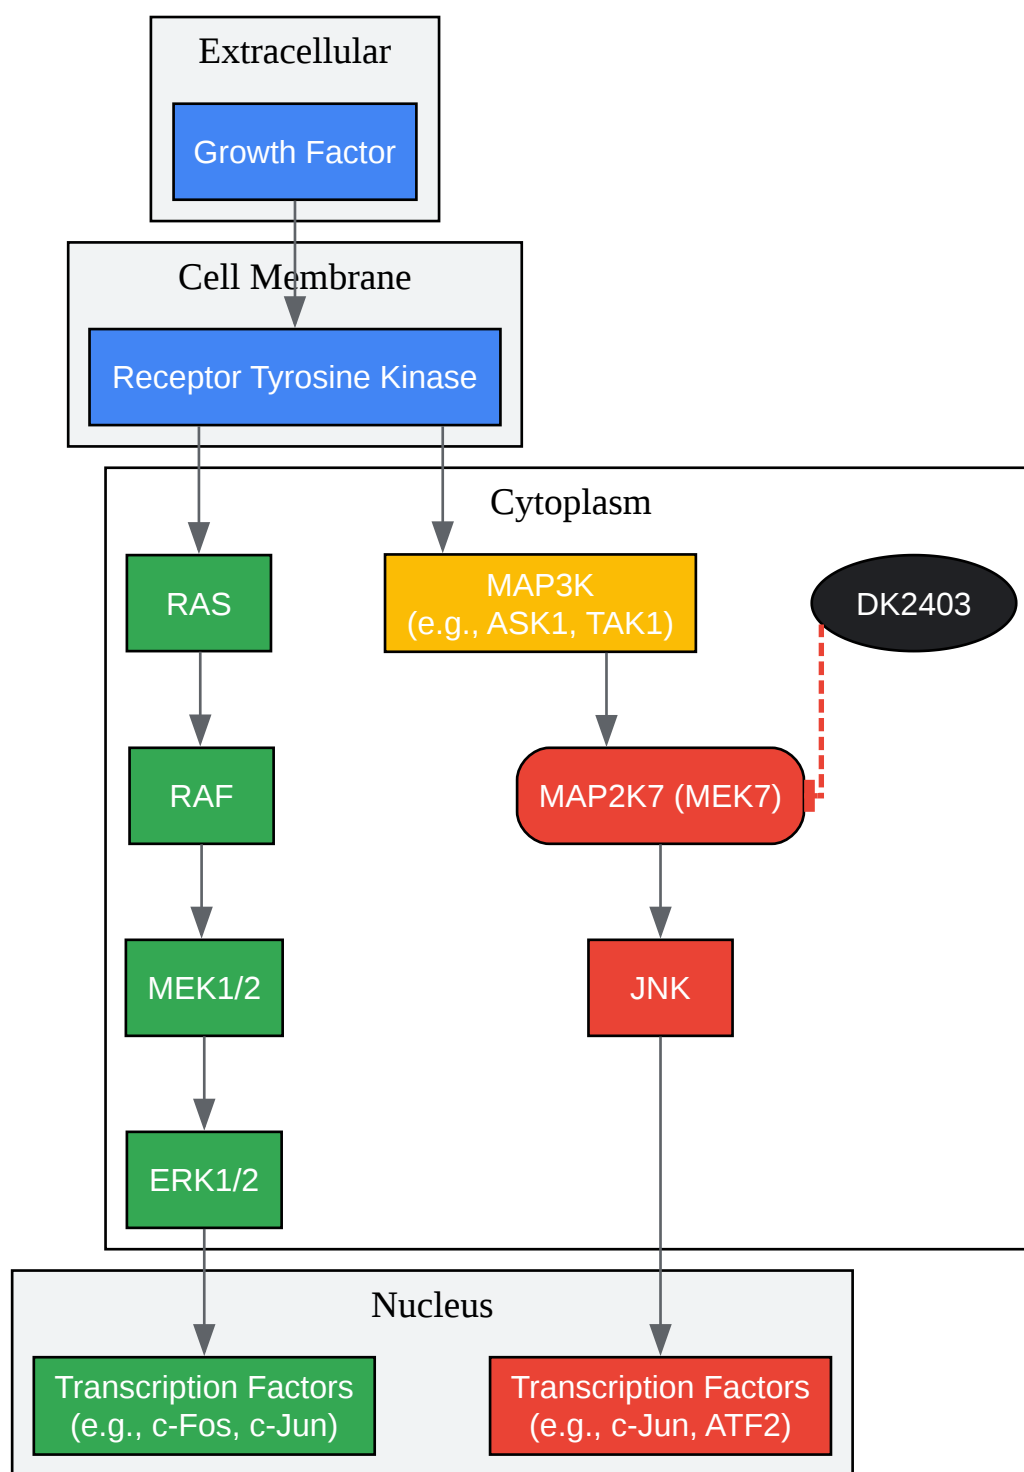 Extracellular
Growth Factor
Cell Membrane
Receptor Tyrosine Kinase
Cytoplasm
RAS
MAP3K
(e.g., ASK1, TAK1)
DK2403
RAF
MAP2K7 (MEK7)
MEK1/2
JNK
ERK1/2
Nucleus
Transcription Factors
(e.g., c-Fos, c-Jun)
Transcription Factors
(e.g., c-Jun, ATF2)